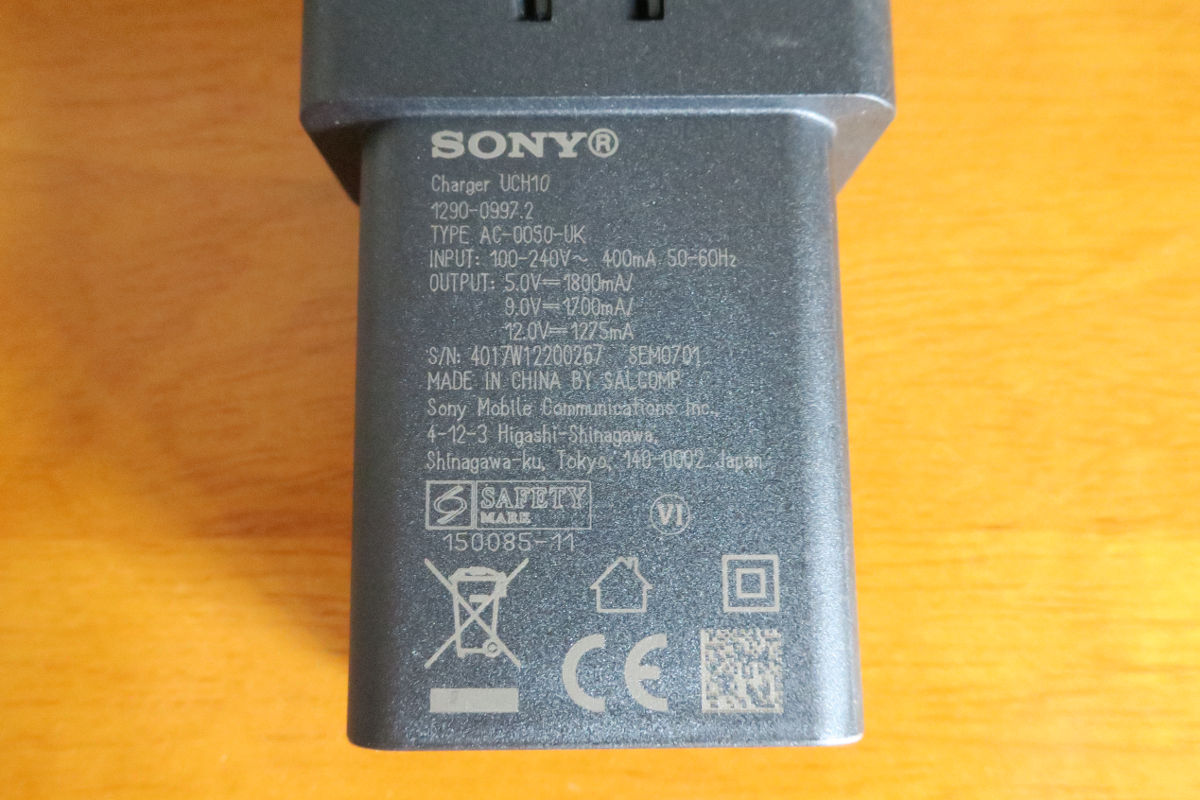 SONY®
Charger UCH10
1290-0997.2
TYPE AC-0050-UK
INPUT: 100-240V~ 400mA 50-60Hz
OUTPUT: 5.0V⎓1800mA/
9.0V⎓1700mA/
12.0V⎓1275mA
S/N: 4017W12200267 SEM0701
MADE IN CHINA BY SALCOMP
Sony Mobile Communications Inc.,
4-12-3 Higashi-Shinagawa,
Shinagawa-ku, Tokyo, 140-0002 Japan
SAFETY
MARK
VI
150085-11
CE